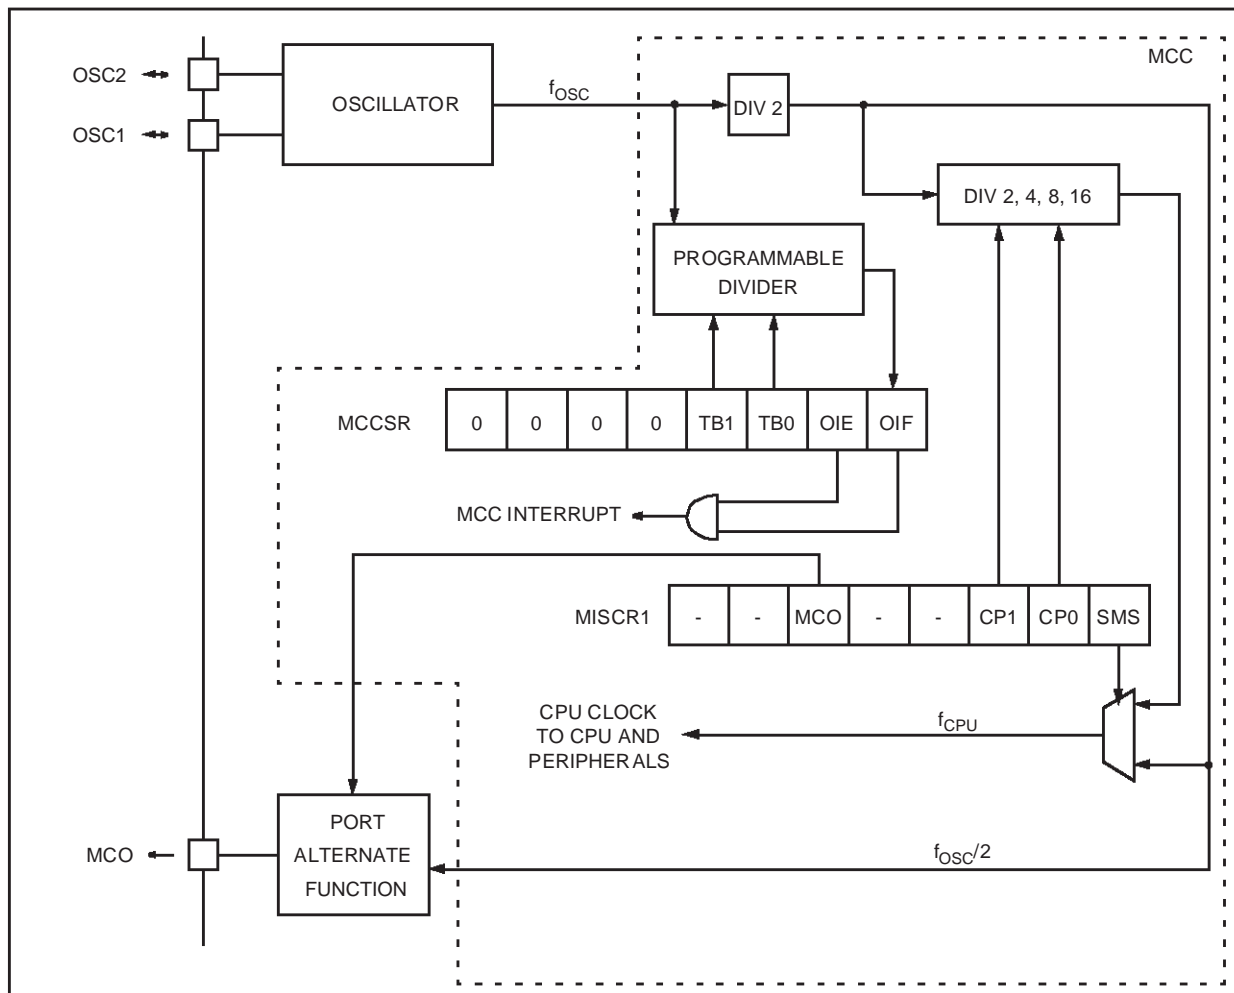 MCC
OSC2
OSCILLATOR
fOSC
DIV 2
OSC1
DIV 2, 4, 8, 16
PROGRAMMABLE
DIVIDER
MCCSR 0 0 0 0 TB1 TB0 OIE OIF
MCC INTERRUPT
MISCR1 - - MCO - - CP1 CP0 SMS
CPU CLOCK
TO CPU AND
PERIPHERALS
fCPU
PORT
ALTERNATE
FUNCTION
MCO
fOSC/2